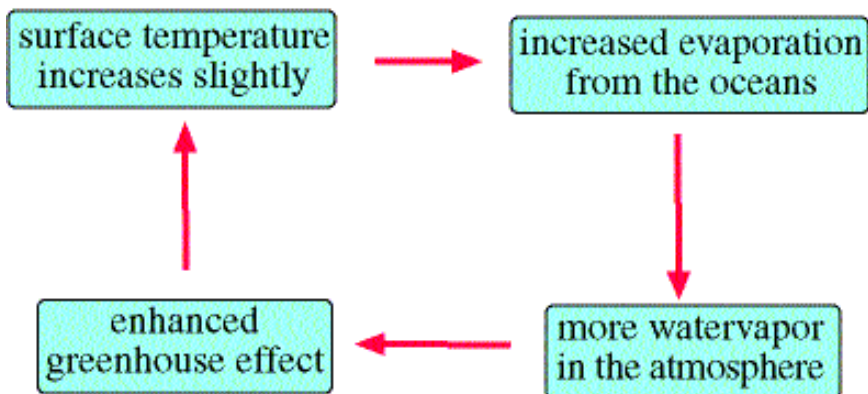 surface temperature
increases slightly
increased evaporation
from the oceans
more watervapor
in the atmosphere
enhanced
greenhouse effect